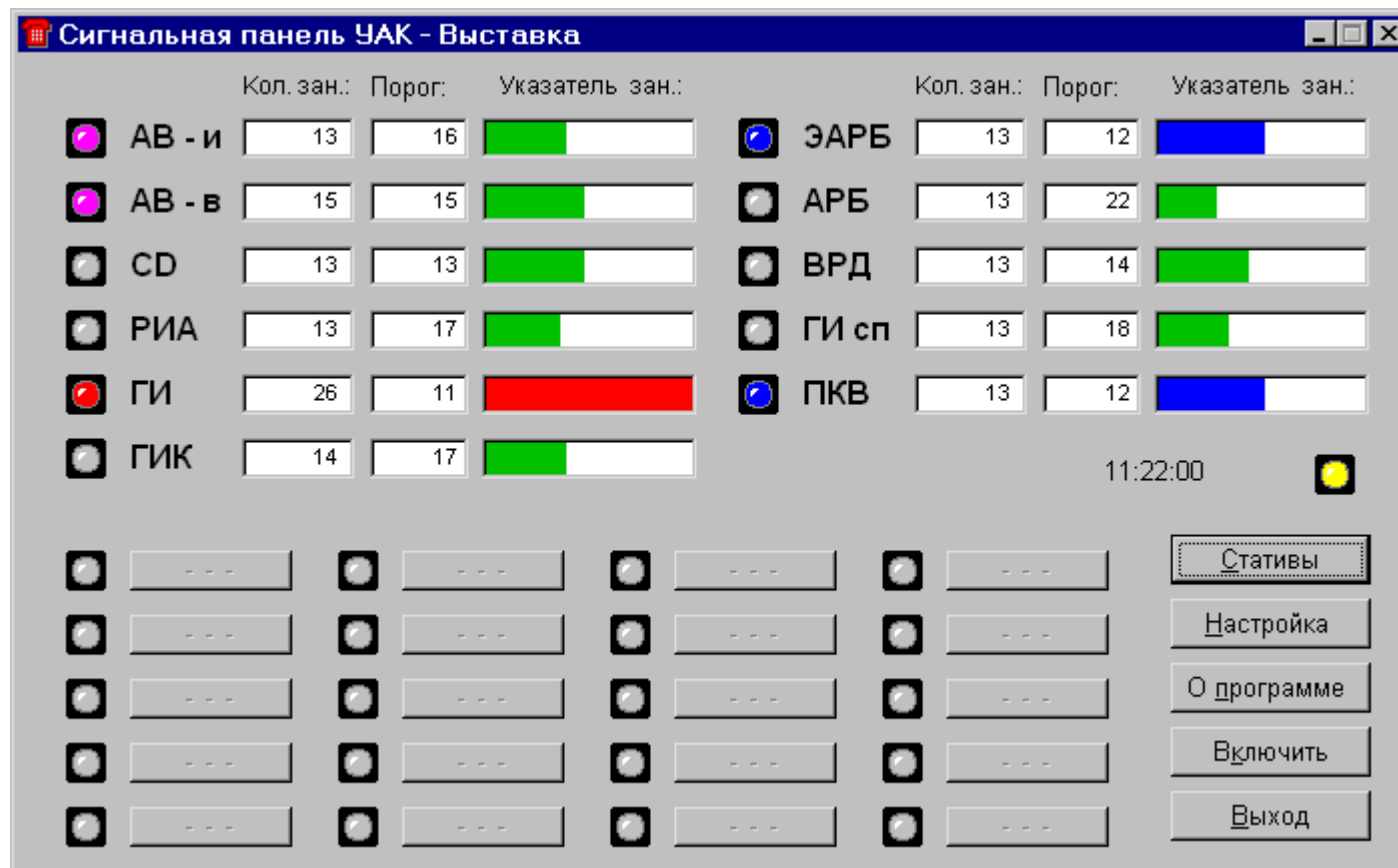 Сигнальная панель УАК - Выставка
Кол. зан.: Порог: Указатель зан.: Кол. зан.: Порог: Указатель зан.:
АВ - и 13 16 ЭАРБ 13 12
АВ - в 15 15 АРБ 13 22
CD 13 13 ВРД 13 14
РИА 13 17 ГИ сп 13 18
ГИ 26 11 ПКВ 13 12
ГИК 14 17
11:22:00
- - - - - - - - - - - - Стативы
- - - - - - - - - - - - Настройка
- - - - - - - - - - - - О программе
- - - - - - - - - - - - Включить
- - - - - - - - - - - - Выход